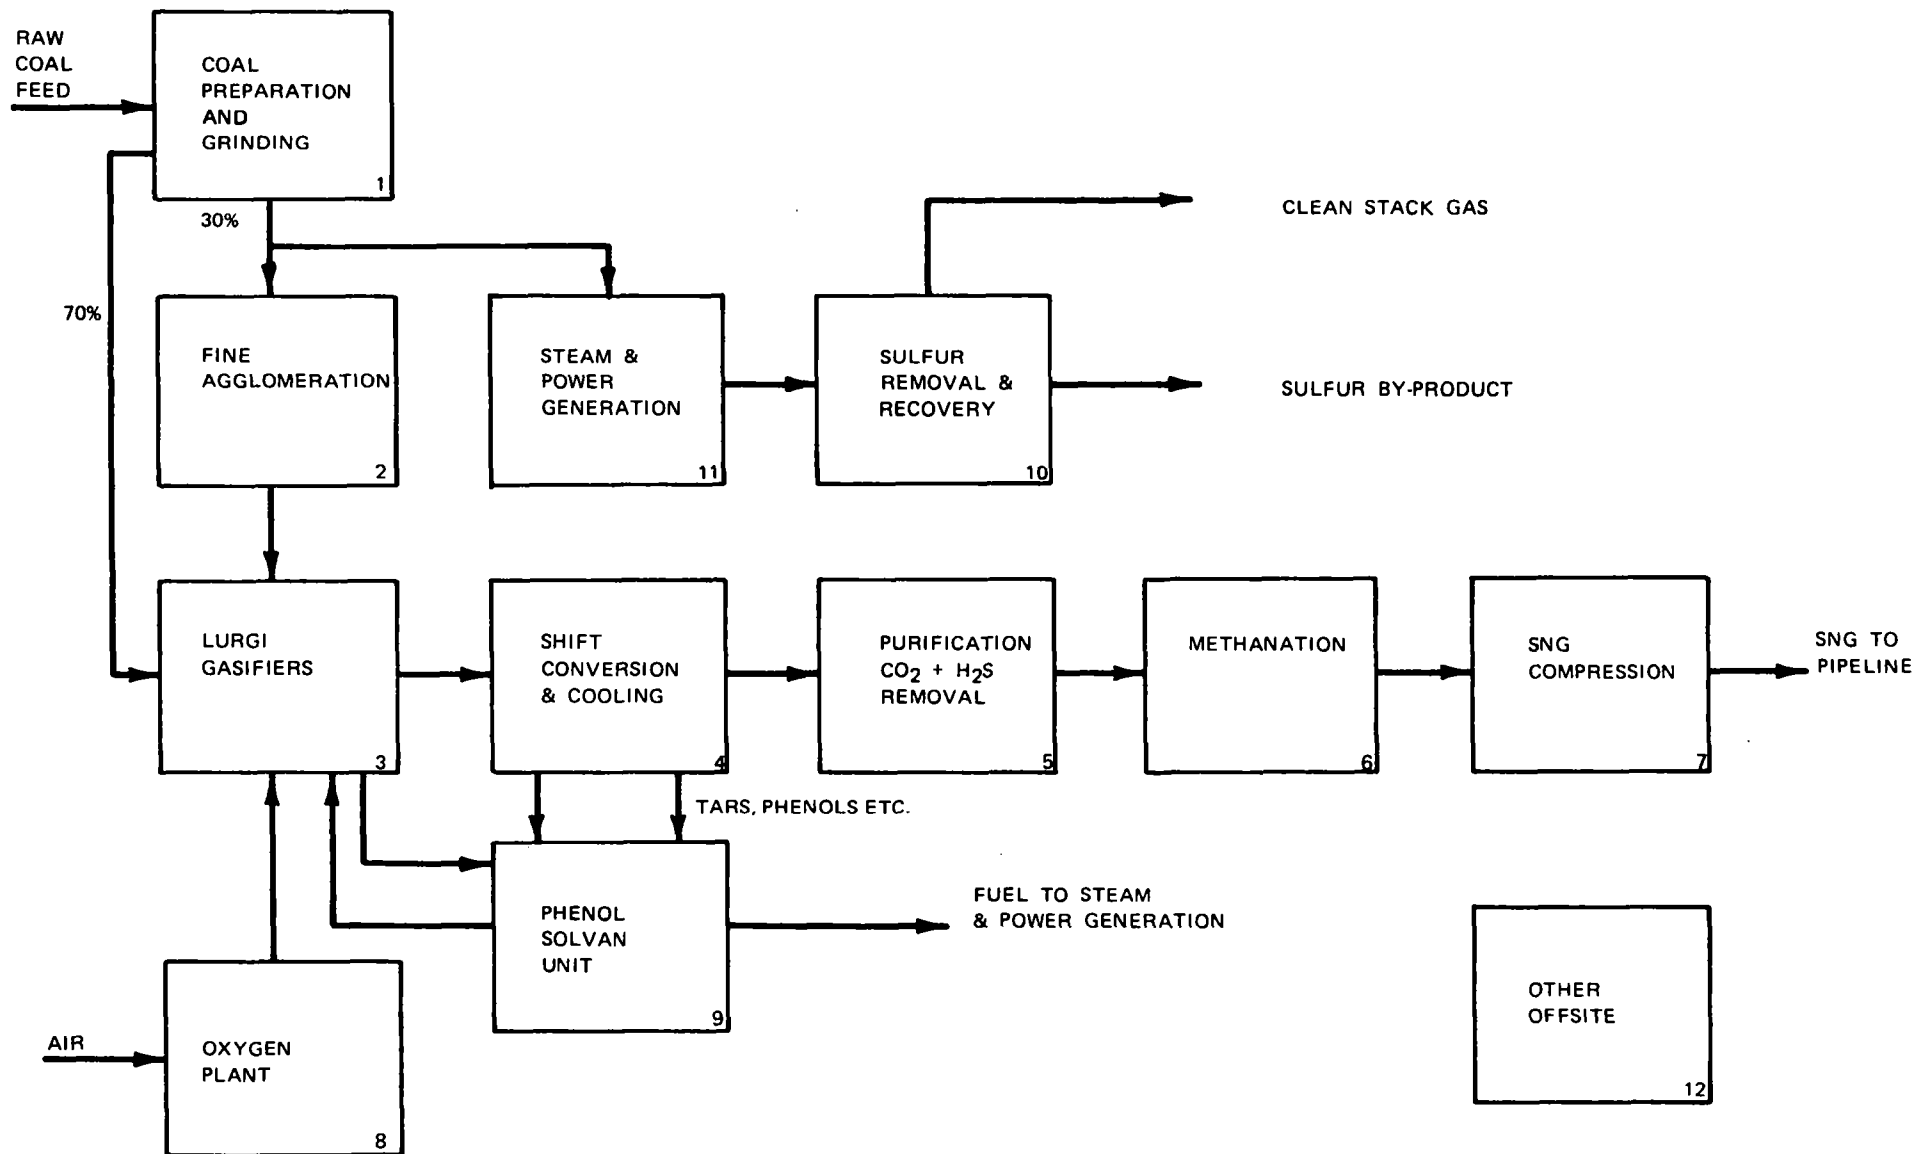 RAW
COAL
FEED
COAL
PREPARATION
AND
GRINDING
1
30%
70%
CLEAN STACK GAS
FINE
AGGLOMERATION
2
STEAM &
POWER
GENERATION
11
SULFUR
REMOVAL &
RECOVERY
10
SULFUR BY-PRODUCT
LURGI
GASIFIERS
3
SHIFT
CONVERSION
& COOLING
4
PURIFICATION
CO2 + H2S
REMOVAL
5
METHANATION
6
SNG
COMPRESSION
7
SNG TO
PIPELINE
TARS, PHENOLS ETC.
PHENOL
SOLVAN
UNIT
9
FUEL TO STEAM
& POWER GENERATION
AIR
OXYGEN
PLANT
8
OTHER
OFFSITE
12